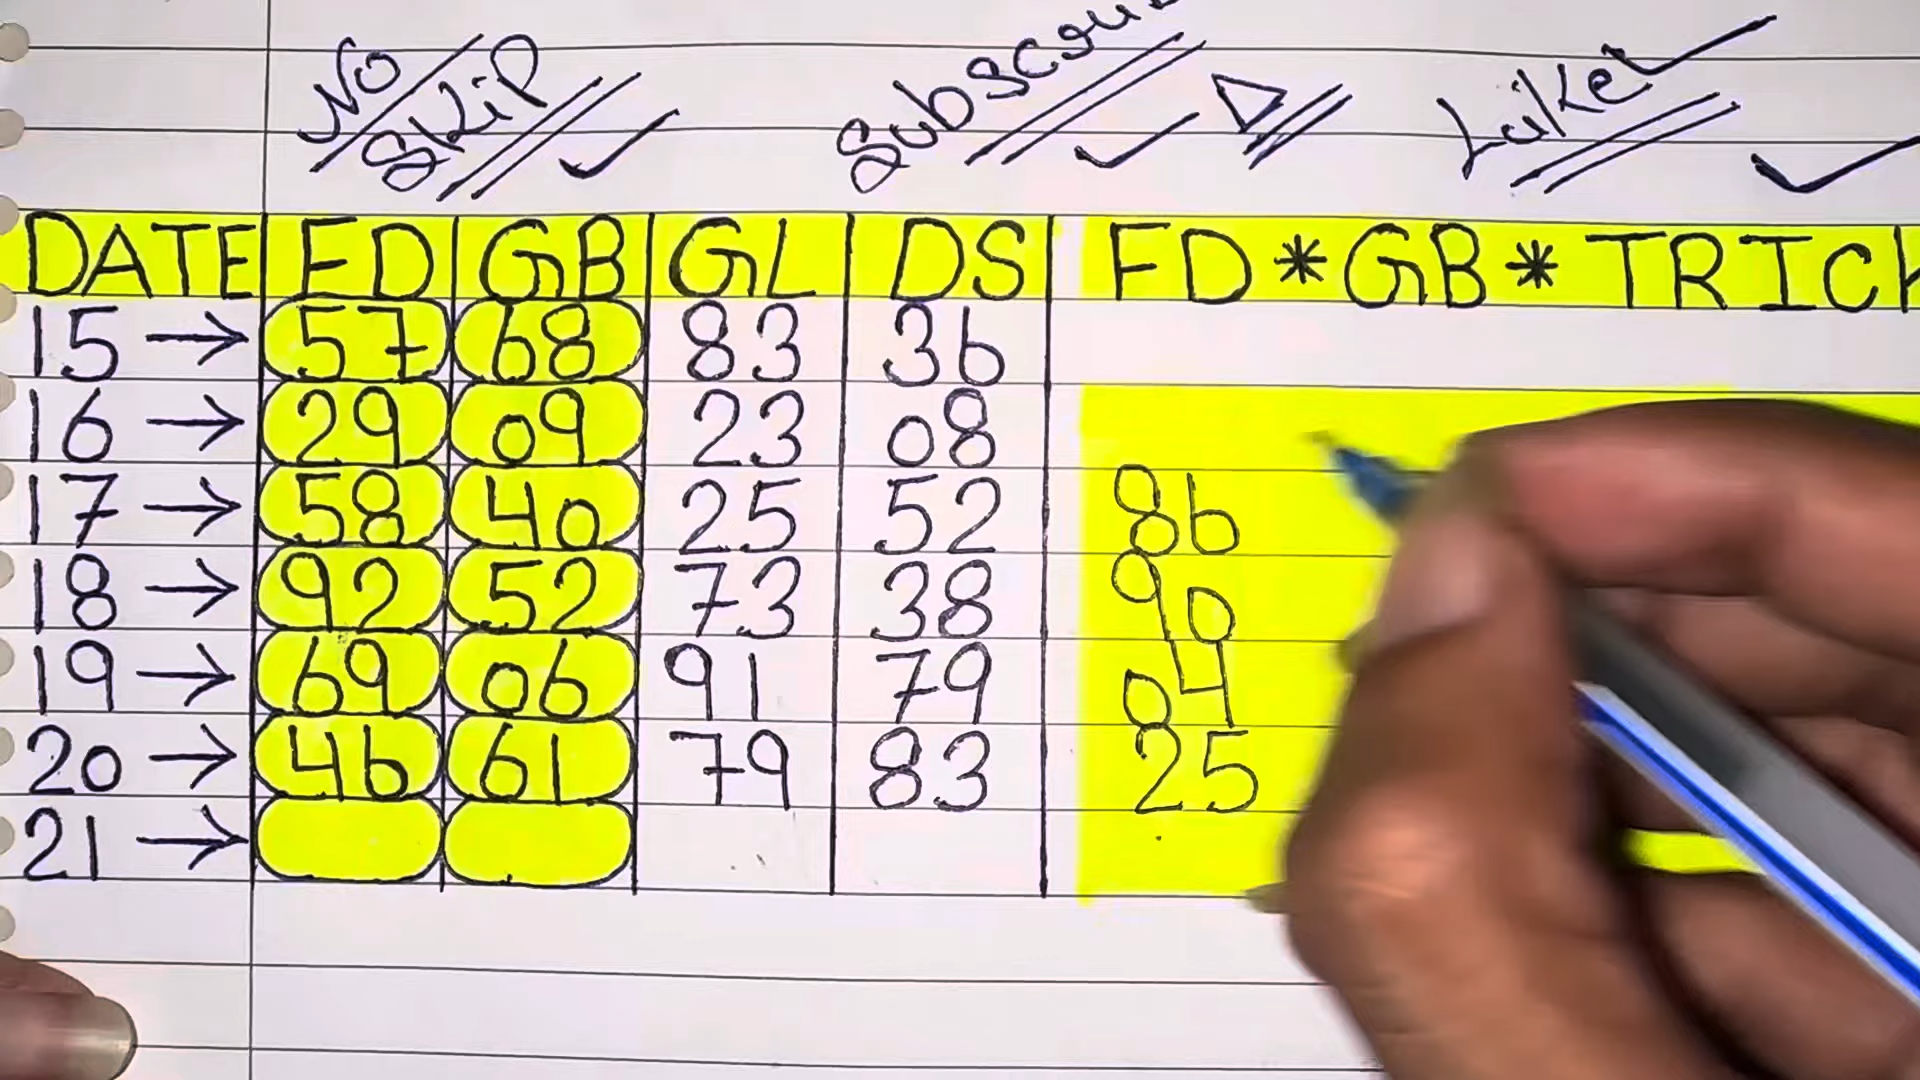 No Skip Like
DATE FD GB GL DS FD * GB *
15 → 57 68 83 36
16 → 29 09 23 08
17 → 58 40 25 52 86
18 → 92 52 73 38 90
19 → 69 06 91 79 04
20 → 46 61 79 83 25
21 →